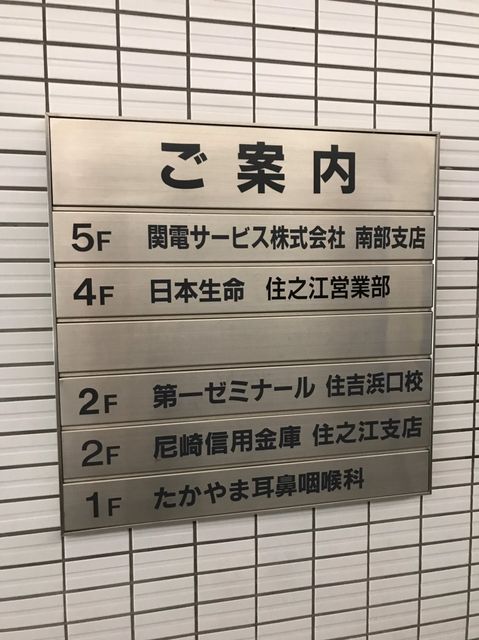 ご案内
5F 関電サービス株式会社 南部支店
4F 日本生命 住之江営業部
2F 第一ゼミナール 住吉浜口校
2F 尼崎信用金庫 住之江支店
1F たかやま耳鼻咽喉科